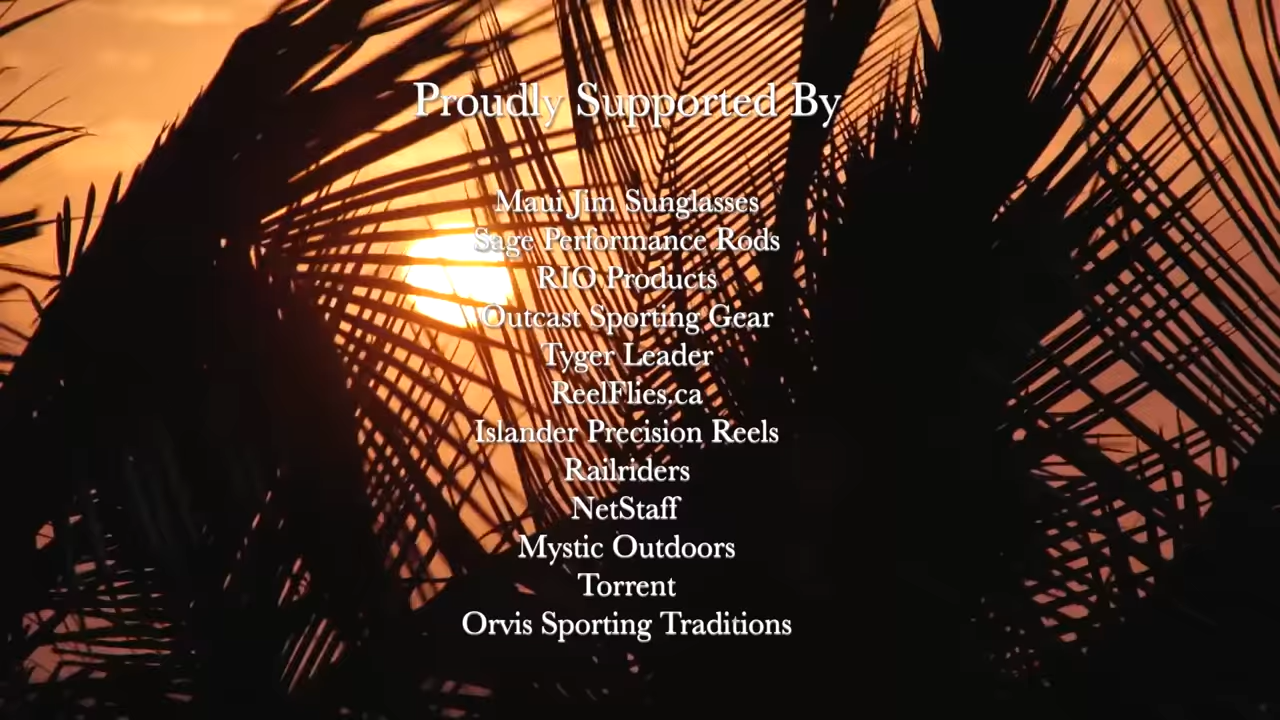 Proudly Supported By
Maui Jim Sunglasses
Sage Performance Rods
RIO Products
Outcast Sporting Gear
Tyger Leader
ReelFlies.ca
Islander Precision Reels
Railriders
NetStaff
Mystic Outdoors
Torrent
Orvis Sporting Traditions